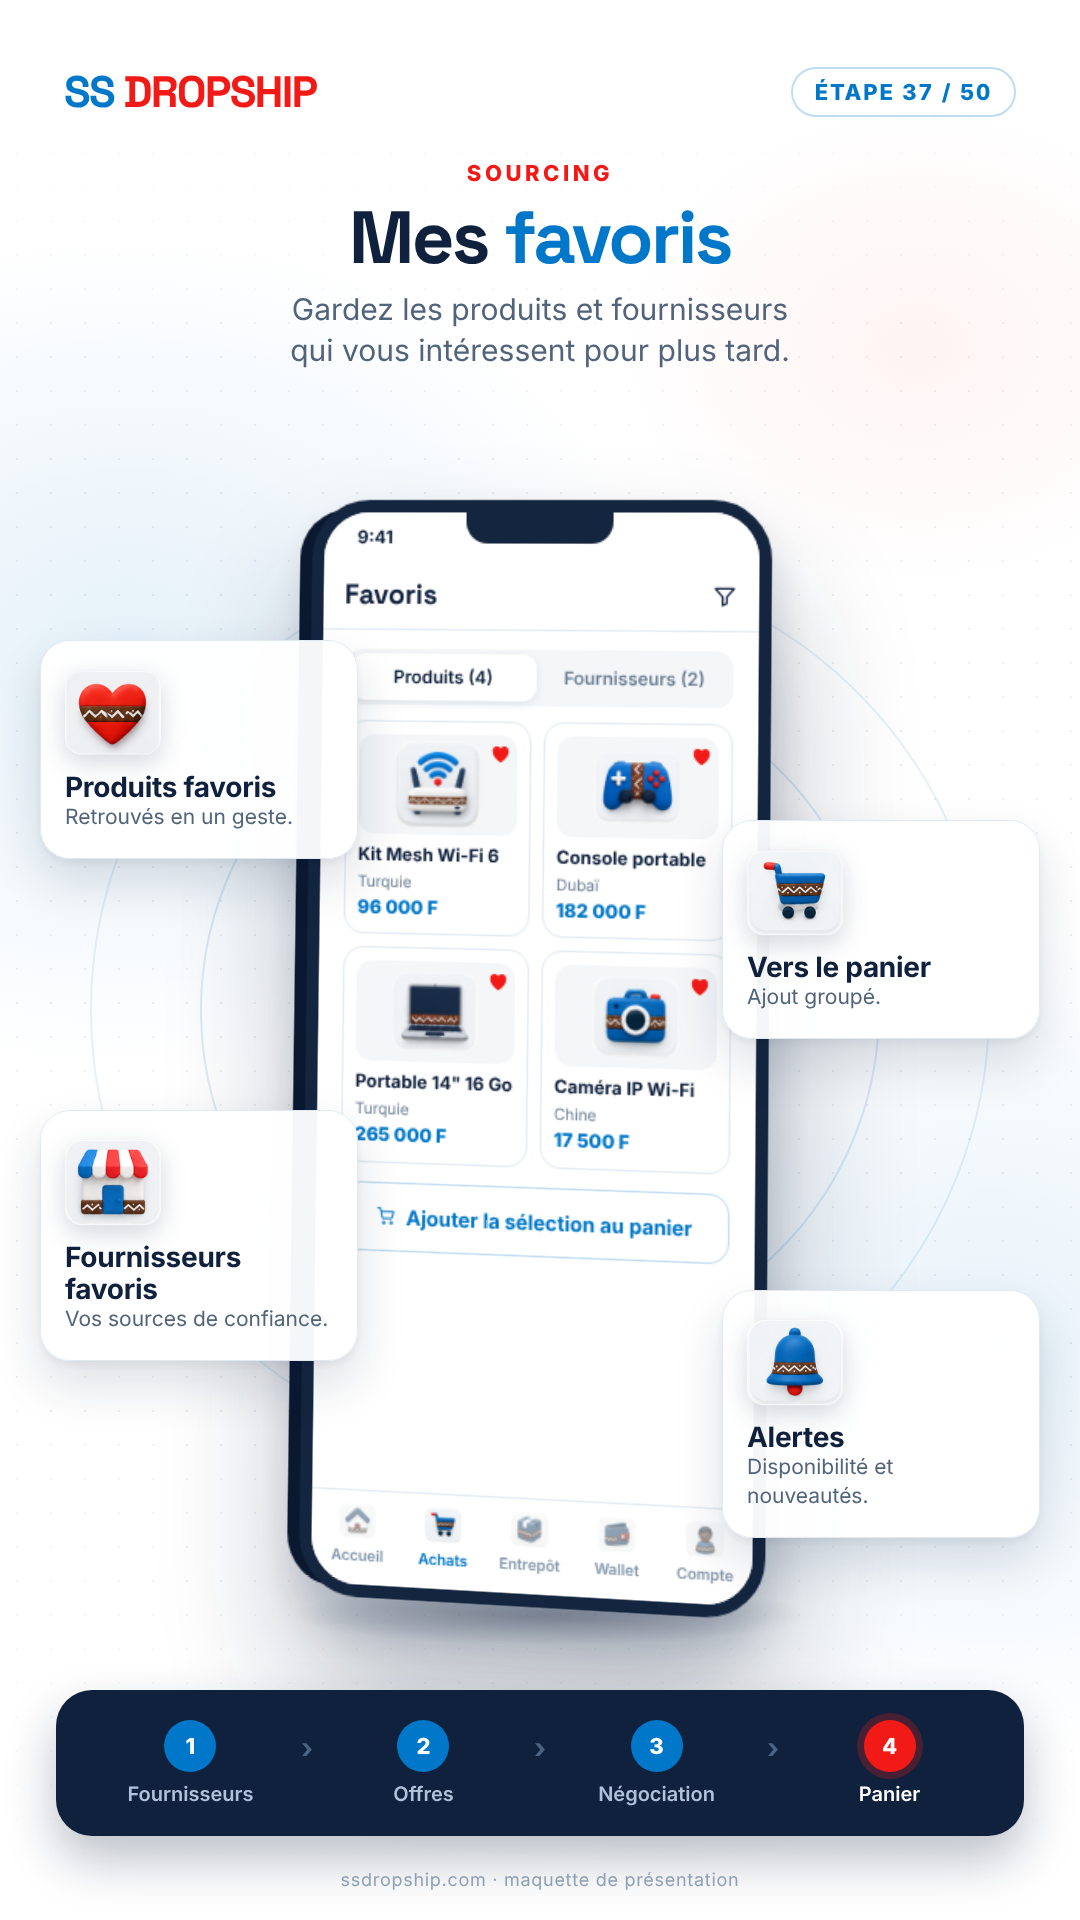 SS DROPSHIP
ÉTAPE 37 / 50
SOURCING
Mes favoris
Gardez les produits et fournisseurs
qui vous intéressent pour plus tard.
9:41
Favoris
Produits (4)
Fournisseurs (2)
Produits favoris
Retrouvés en un geste.
Kit Mesh Wi-Fi 6
Turquie
96 000 F
Console portable
Dubaï
182 000 F
Vers le panier
Ajout groupé.
Portable 14" 16 Go
Turquie
265 000 F
Caméra IP Wi-Fi
Chine
17 500 F
Fournisseurs
favoris
Vos sources de confiance.
Ajouter la sélection au panier
Alertes
Disponibilité et
nouveautés.
Accueil
Achats
Entrepôt
Wallet
Compte
1
Fournisseurs
2
Offres
3
Négociation
4
Panier
ssdropship.com · maquette de présentation